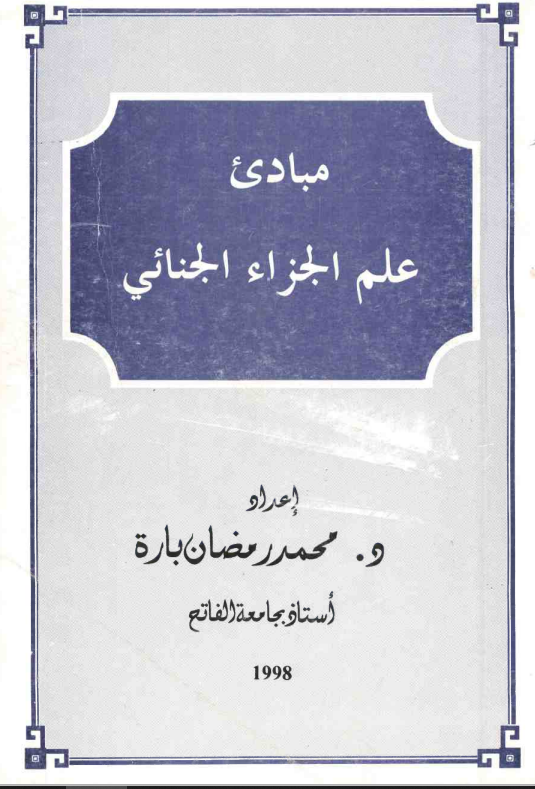 مبادئ
علم الجزاء الجنائي
إعداد
د. محمد رمضان بارة
أستاذ بجامعة الفاتح
1998